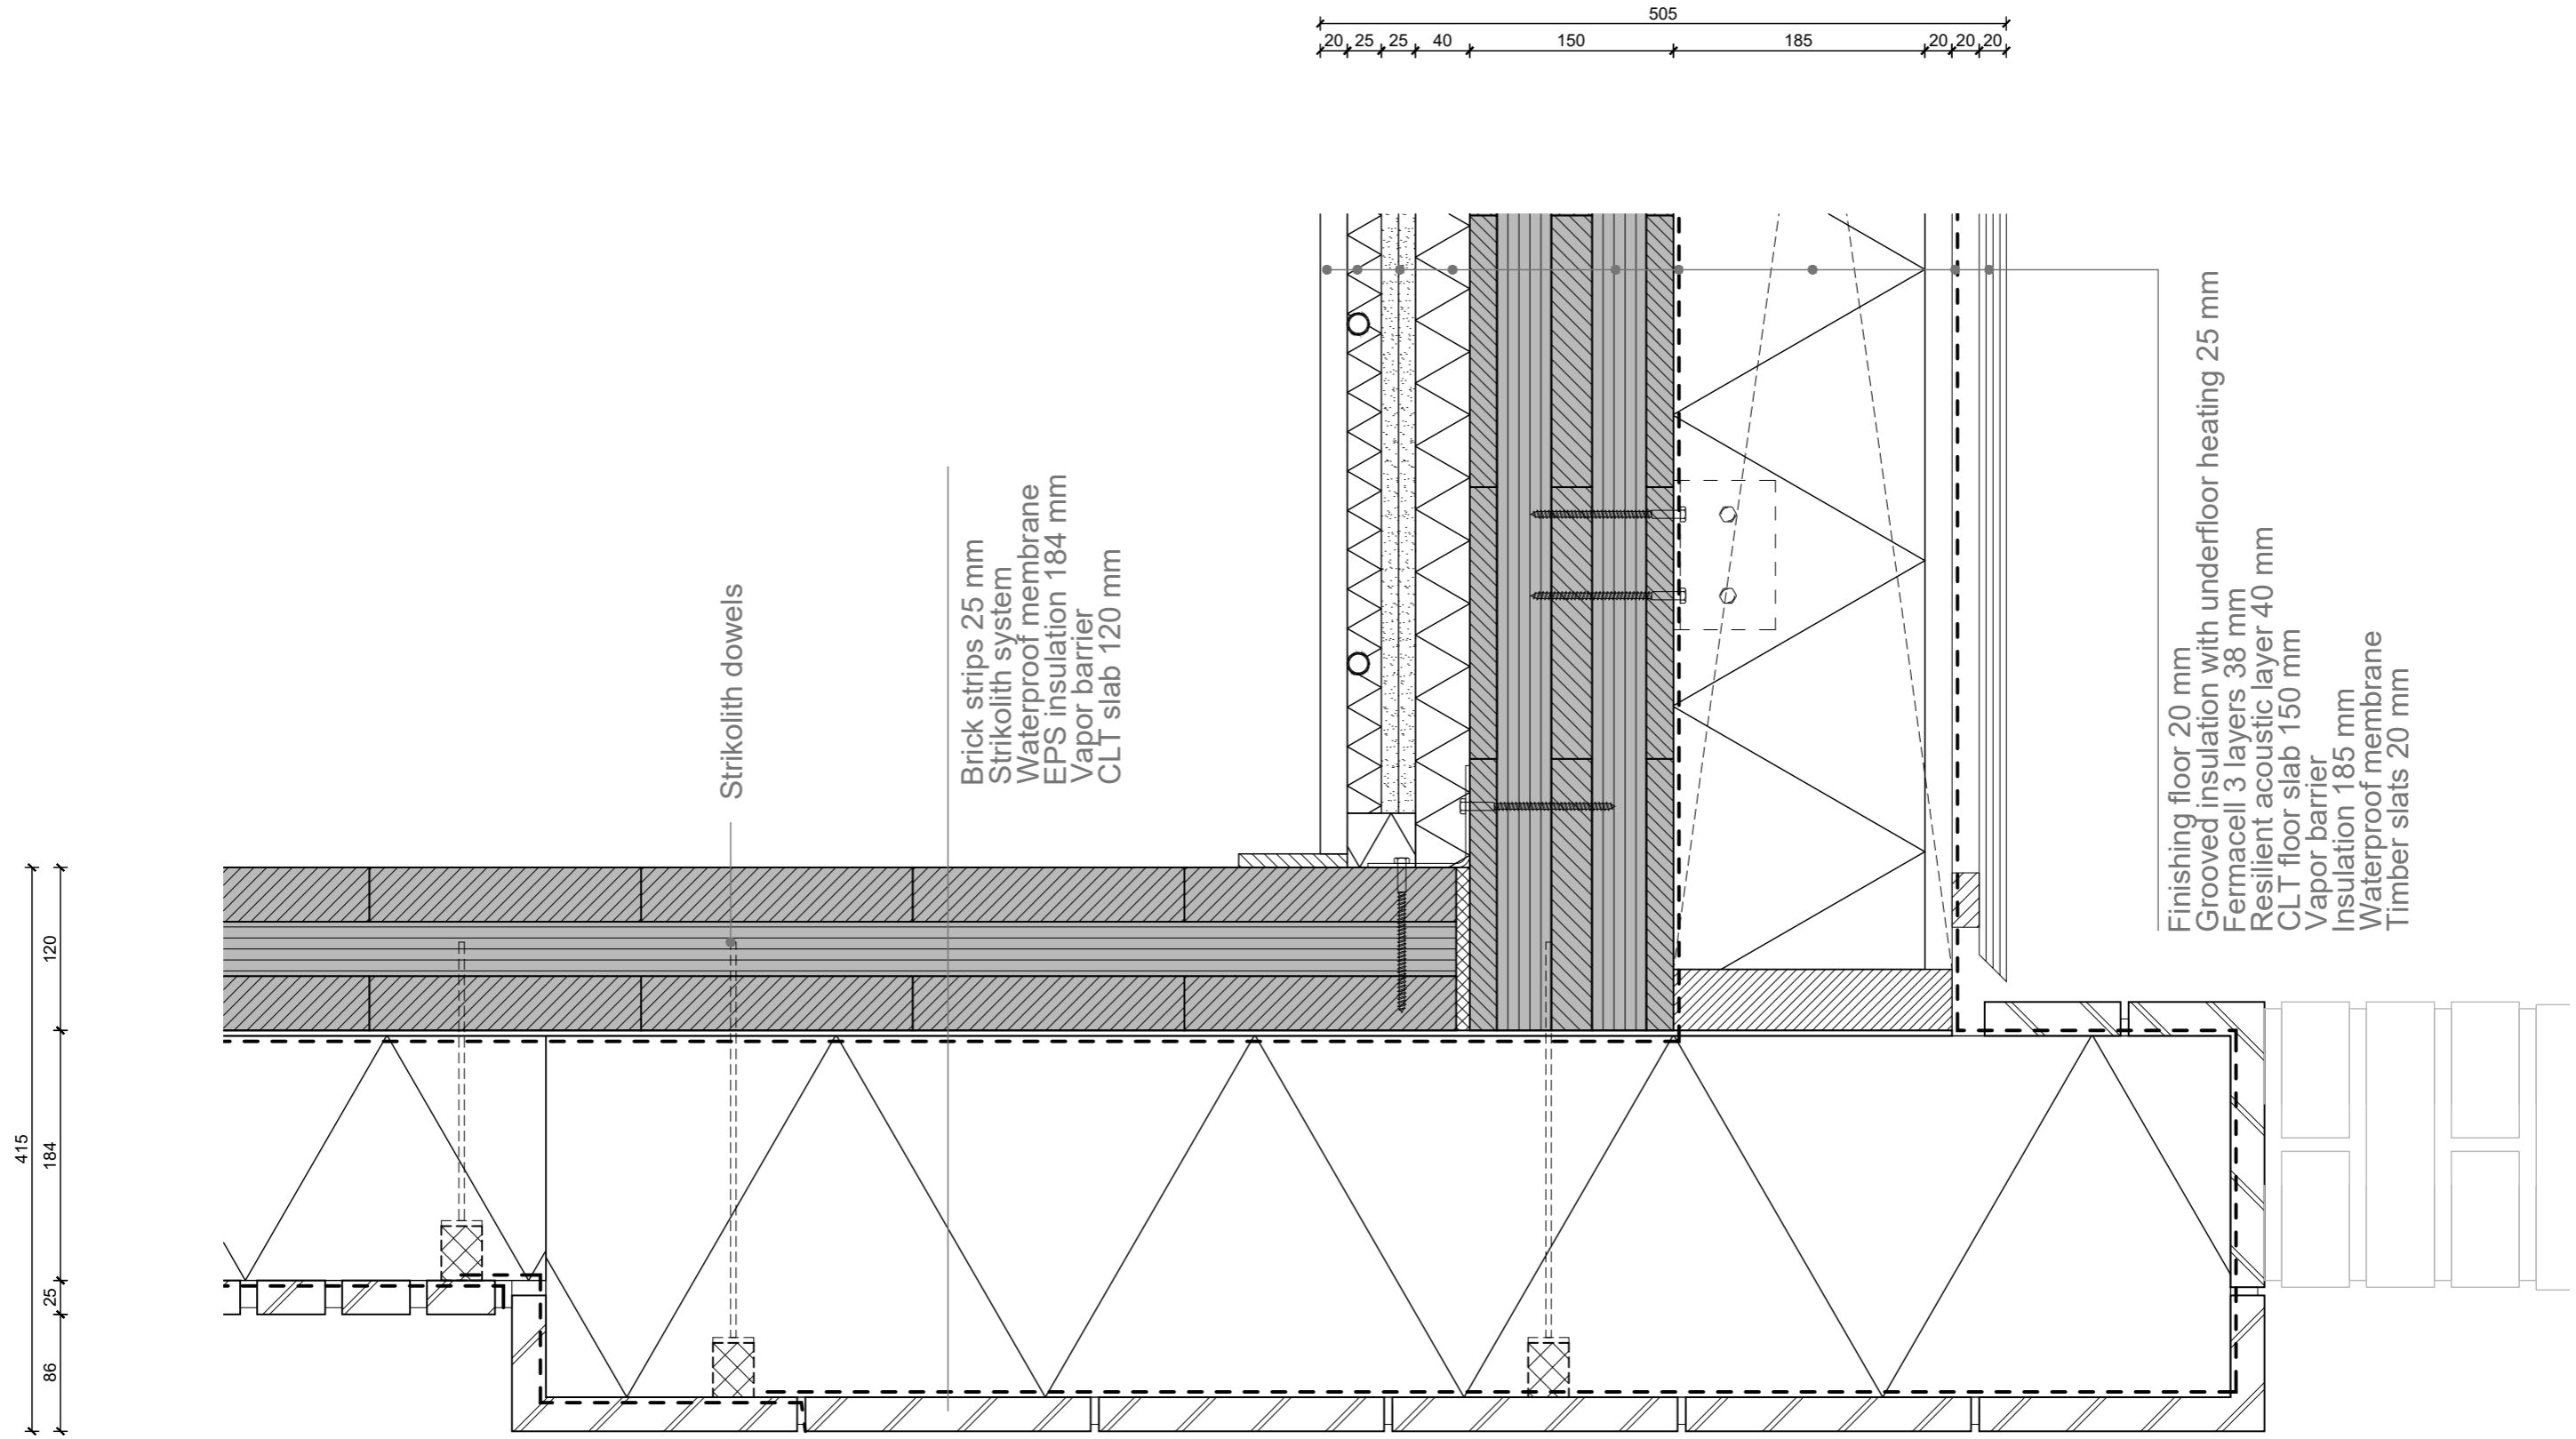 505
20 25 25 40 150 185 20 20 20
Strikolith dowels
Brick strips 25 mm
Strikolith system
Waterproof membrane
EPS insulation 184 mm
Vapor barrier
CLT slab 120 mm
Finishing floor 20 mm
Grooved insulation with underfloor heating 25 mm
Fermacell 3 layers 38 mm
Resilient acoustic layer 40 mm
CLT floor slab 150 mm
Vapor barrier
Insulation 185 mm
Waterproof membrane
Timber slats 20 mm
415
120
184
25
86